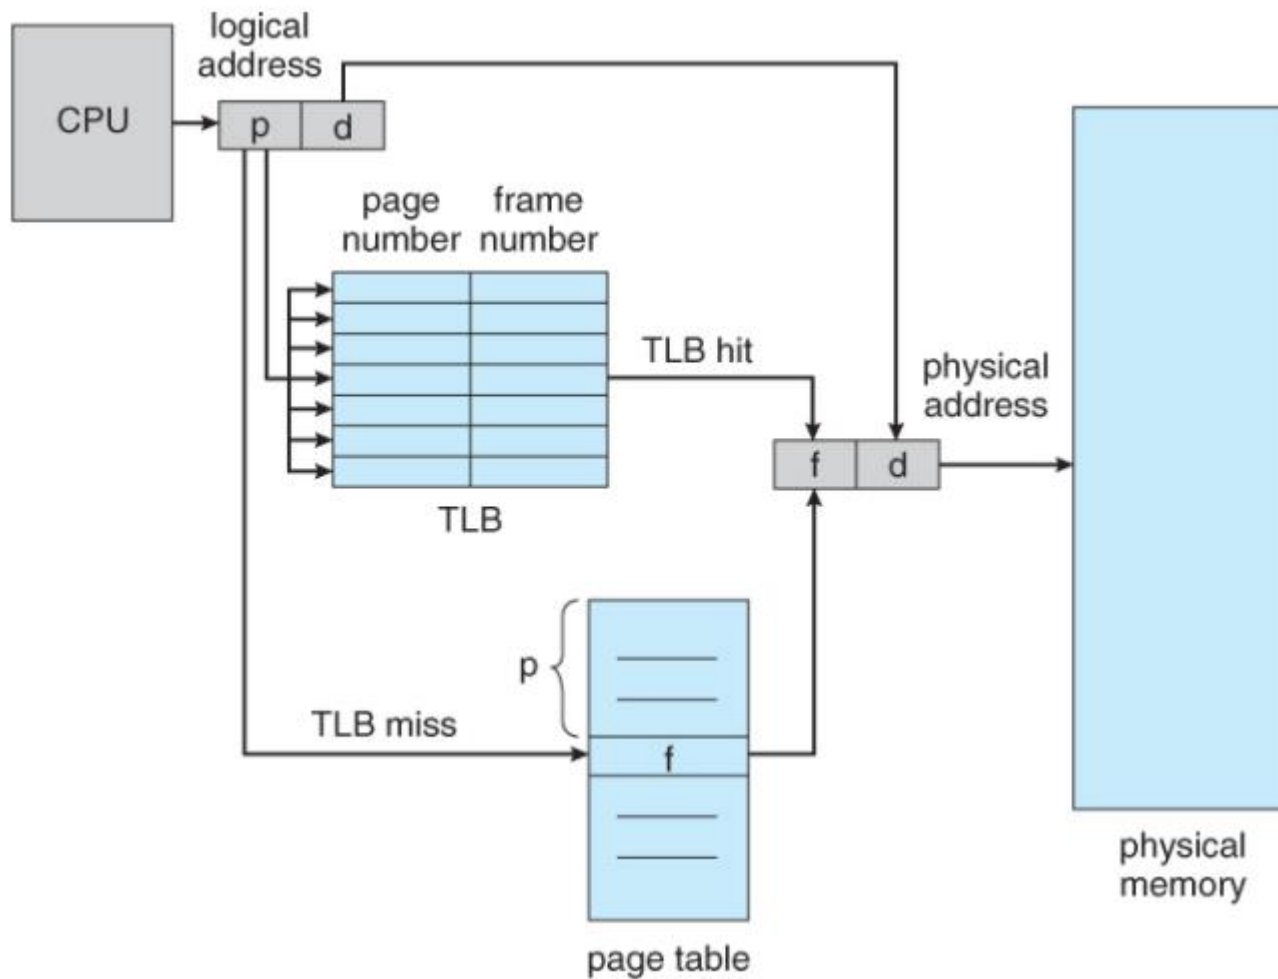 logical
address
CPU
p
d
page
number
frame
number
TLB hit
physical
address
f
d
TLB
p
TLB miss
f
physical
memory
page table